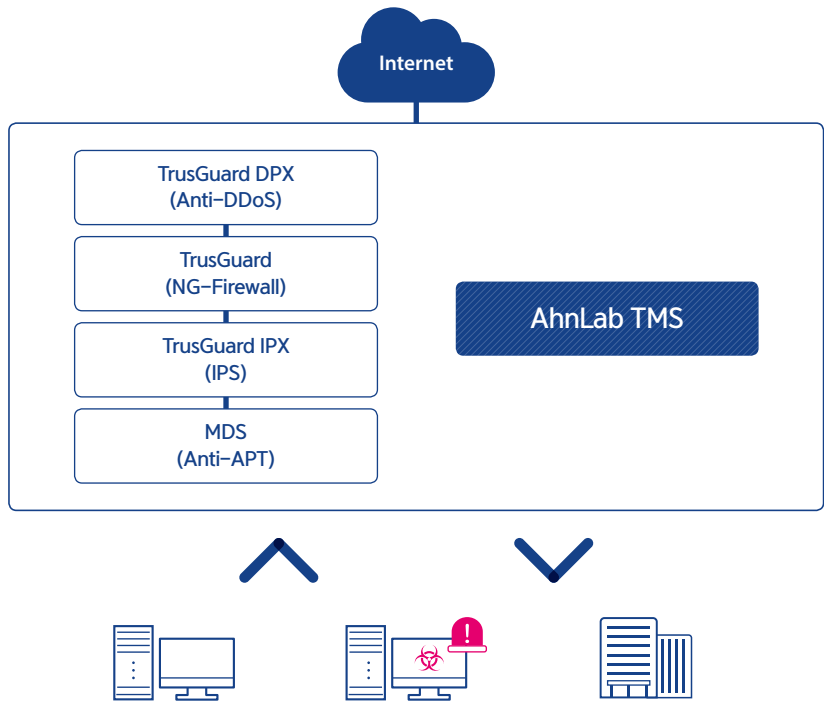 Internet
TrusGuard DPX
(Anti-DDoS)
TrusGuard
(NG-Firewall)
TrusGuard IPX
(IPS)
MDS
(Anti-APT)
AhnLab TMS
!